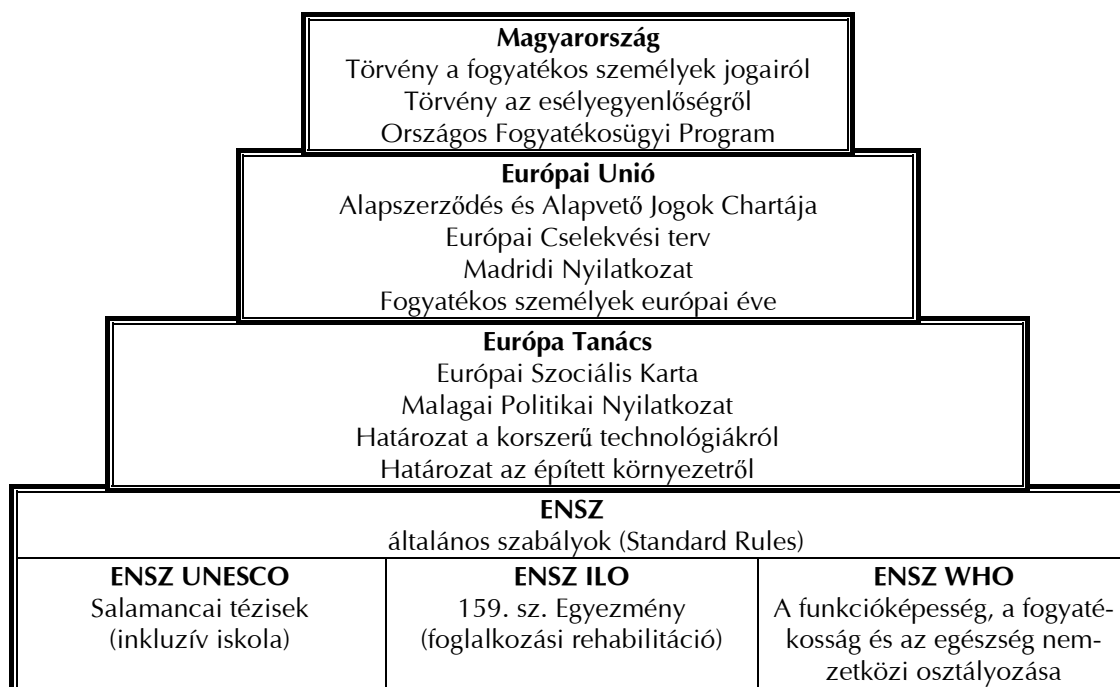 Magyarország
Törvény a fogyatékos személyek jogairól
Törvény az esélyegyenlőségről
Országos Fogyatékosügyi Program
Európai Unió
Alapszerződés és Alapvető Jogok Chartája
Európai Cselekvési terv
Madridi Nyilatkozat
Fogyatékos személyek európai éve
Európa Tanács
Európai Szociális Karta
Malagai Politikai Nyilatkozat
Határozat a korszerű technológiákról
Határozat az épített környezetről
ENSZ
általános szabályok (Standard Rules)
ENSZ UNESCO
Salamancai tézisek
(inkluzív iskola)
ENSZ ILO
159. sz. Egyezmény
(foglalkozási rehabilitáció)
ENSZ WHO
A funkcióképesség, a fogyaté-
kosság és az egészség nem-
zetközi osztályozása